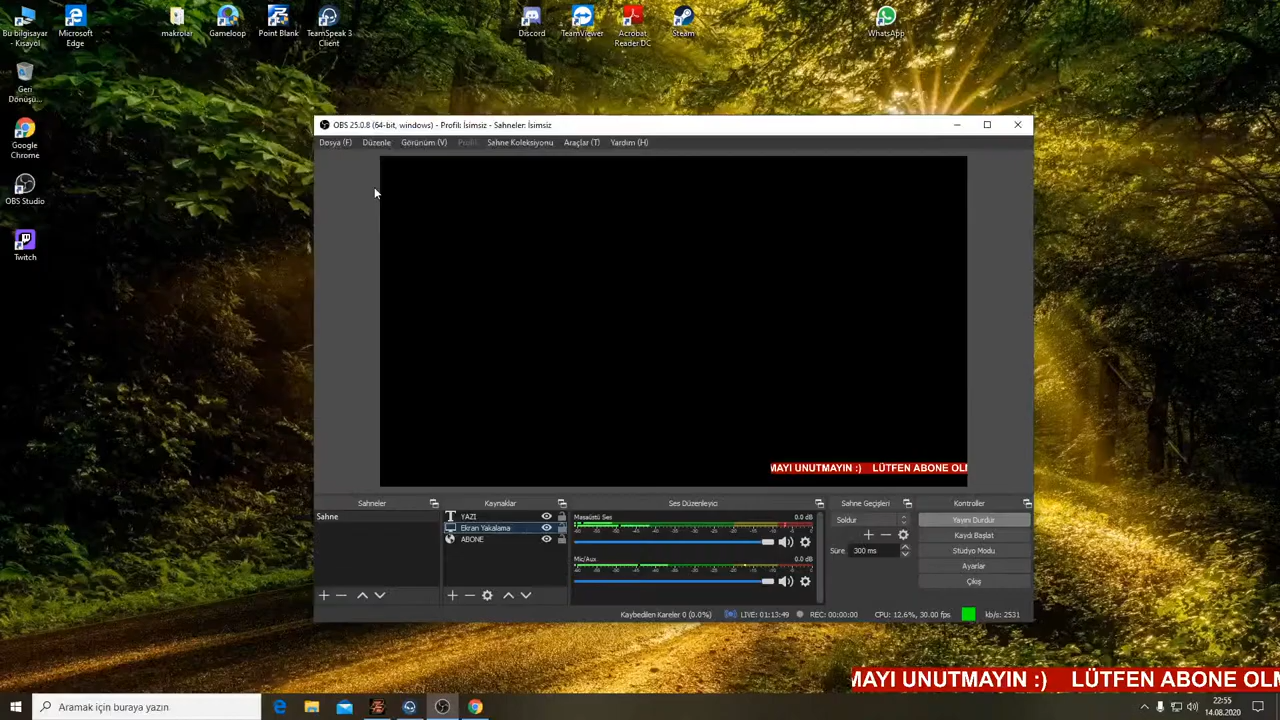 Bu bilgisayar - Kısayol
Microsoft Edge
makrolar
Gameloop
Point Blank
TeamSpeak 3 Client
Discord
TeamViewer
Acrobat Reader DC
Steam
WhatsApp
Geri Dönüşü...
Google Chrome
OBS Studio
Twitch
OBS 25.0.8 (64-bit, windows) - Profil: İsimsiz - Sahneler: İsimsiz
Dosya (F) Düzenle Görünüm (V) Profil Sahne Koleksiyonu Araçlar (T) Yardım (H)
MAYI UNUTMAYIN :) LÜTFEN ABONE OL
Sahneler
Sahne
Kaynaklar
YAZI
Ekran Yakalama
ABONE
Ses Düzenleyici
Masaüstü Ses 0.0 dB
Mic/Aux 0.0 dB
Sahne Geçişleri
Soldur
Süre 300 ms
Kontroller
Yayını Durdur
Kaydı Başlat
Stüdyo Modu
Ayarlar
Çıkış
Kaybedilen Kareler 0 (0.0%) LIVE: 01:13:49 REC: 00:00:00 CPU: 12.6%, 30.00 fps kb/s: 2531
MAYI UNUTMAYIN :) LÜTFEN ABONE OL
Aramak için buraya yazın
22:55
14.08.2020